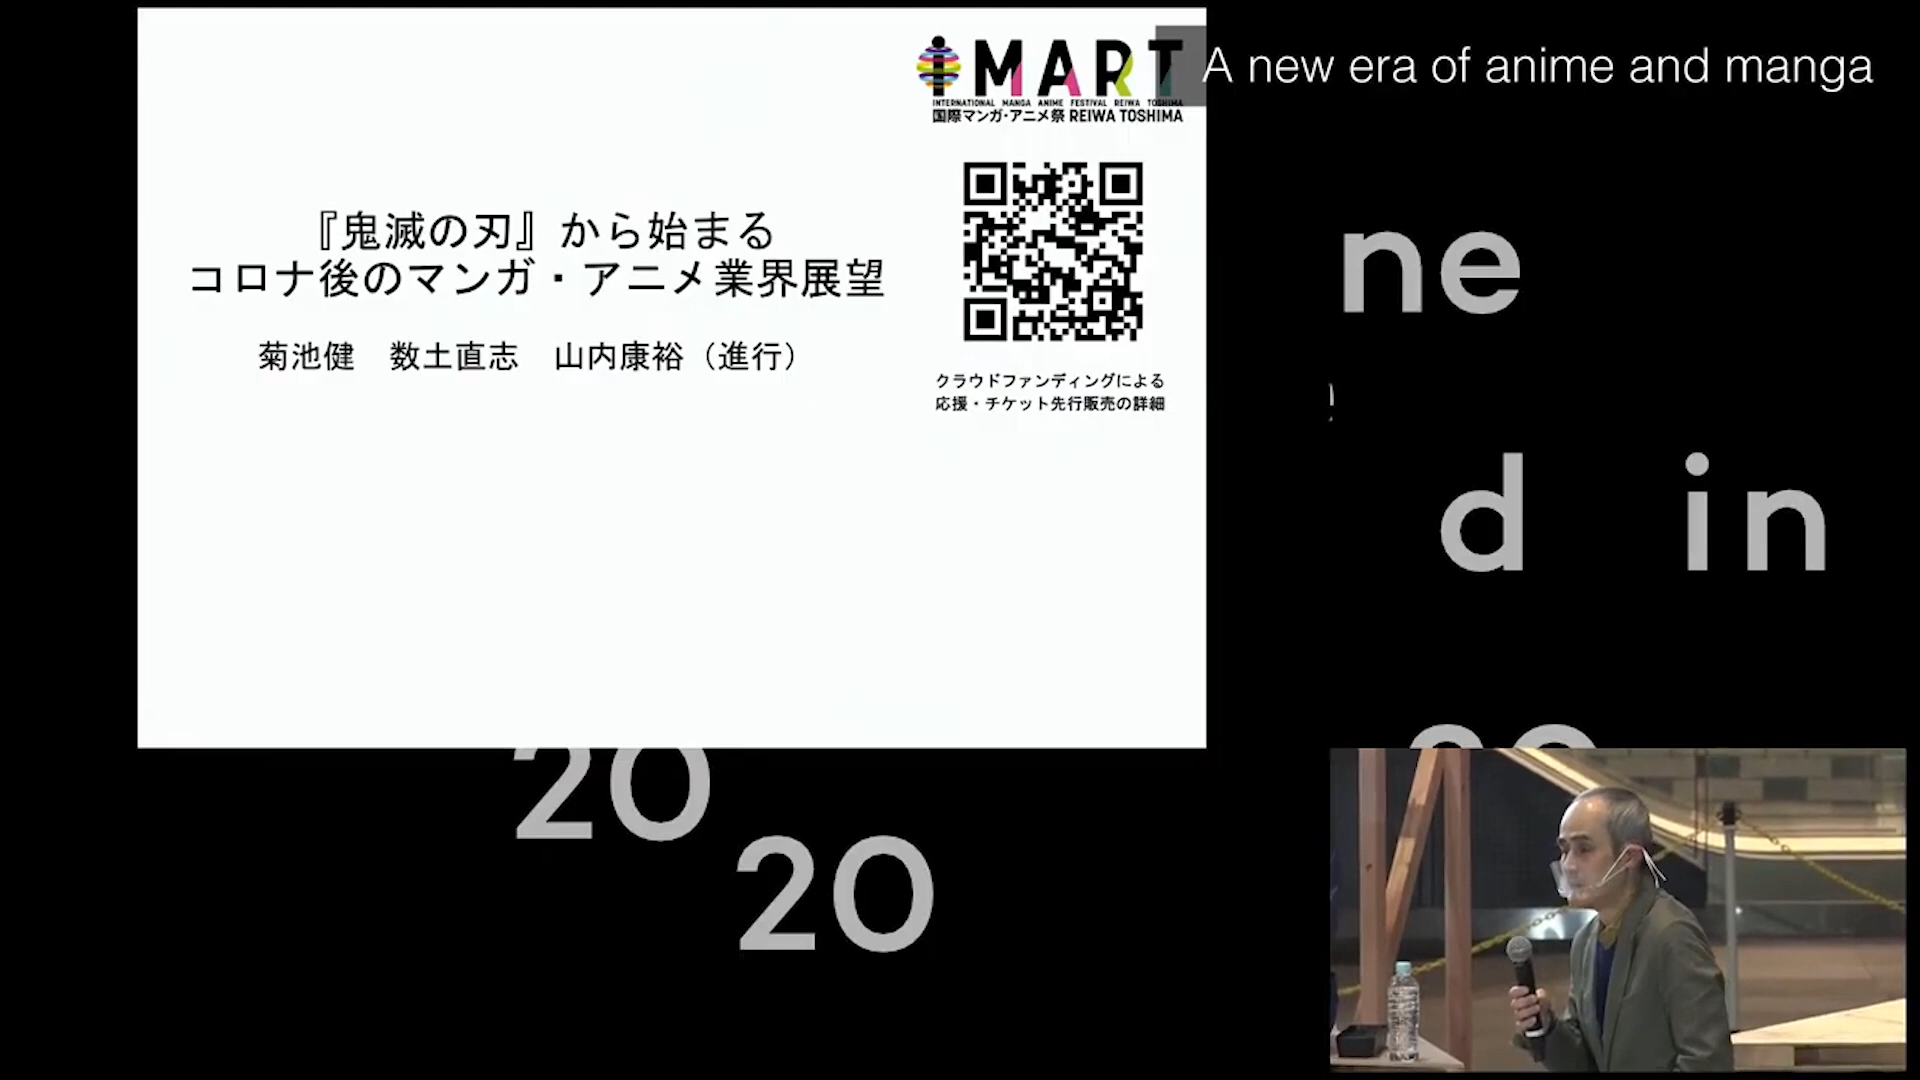 iMART
INTERNATIONAL MANGA ANIME FESTIVAL REIWA TOSHIMA
国際マンガ・アニメ祭 REIWA TOSHIMA
A new era of anime and manga
『鬼滅の刃』から始まる
コロナ後のマンガ・アニメ業界展望
菊池健 数土直志 山内康裕（進行）
クラウドファンディングによる
応援・チケット先行販売の詳細
ne
d in
20
20